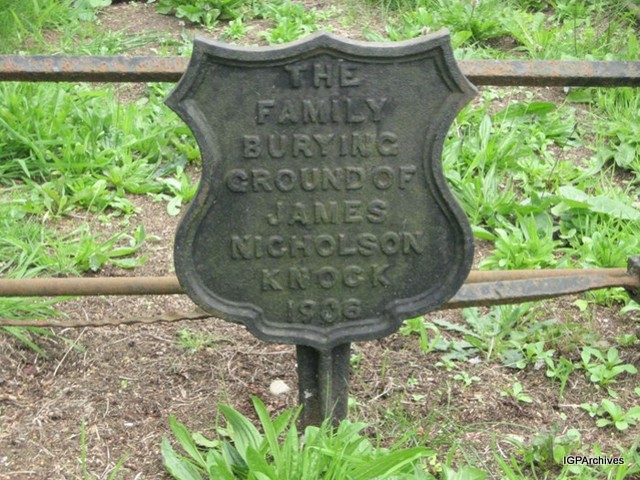 THE
FAMILY
BURYING
GROUND OF
JAMES
NICHOLSON
KNOCK
1906
IGPArchives